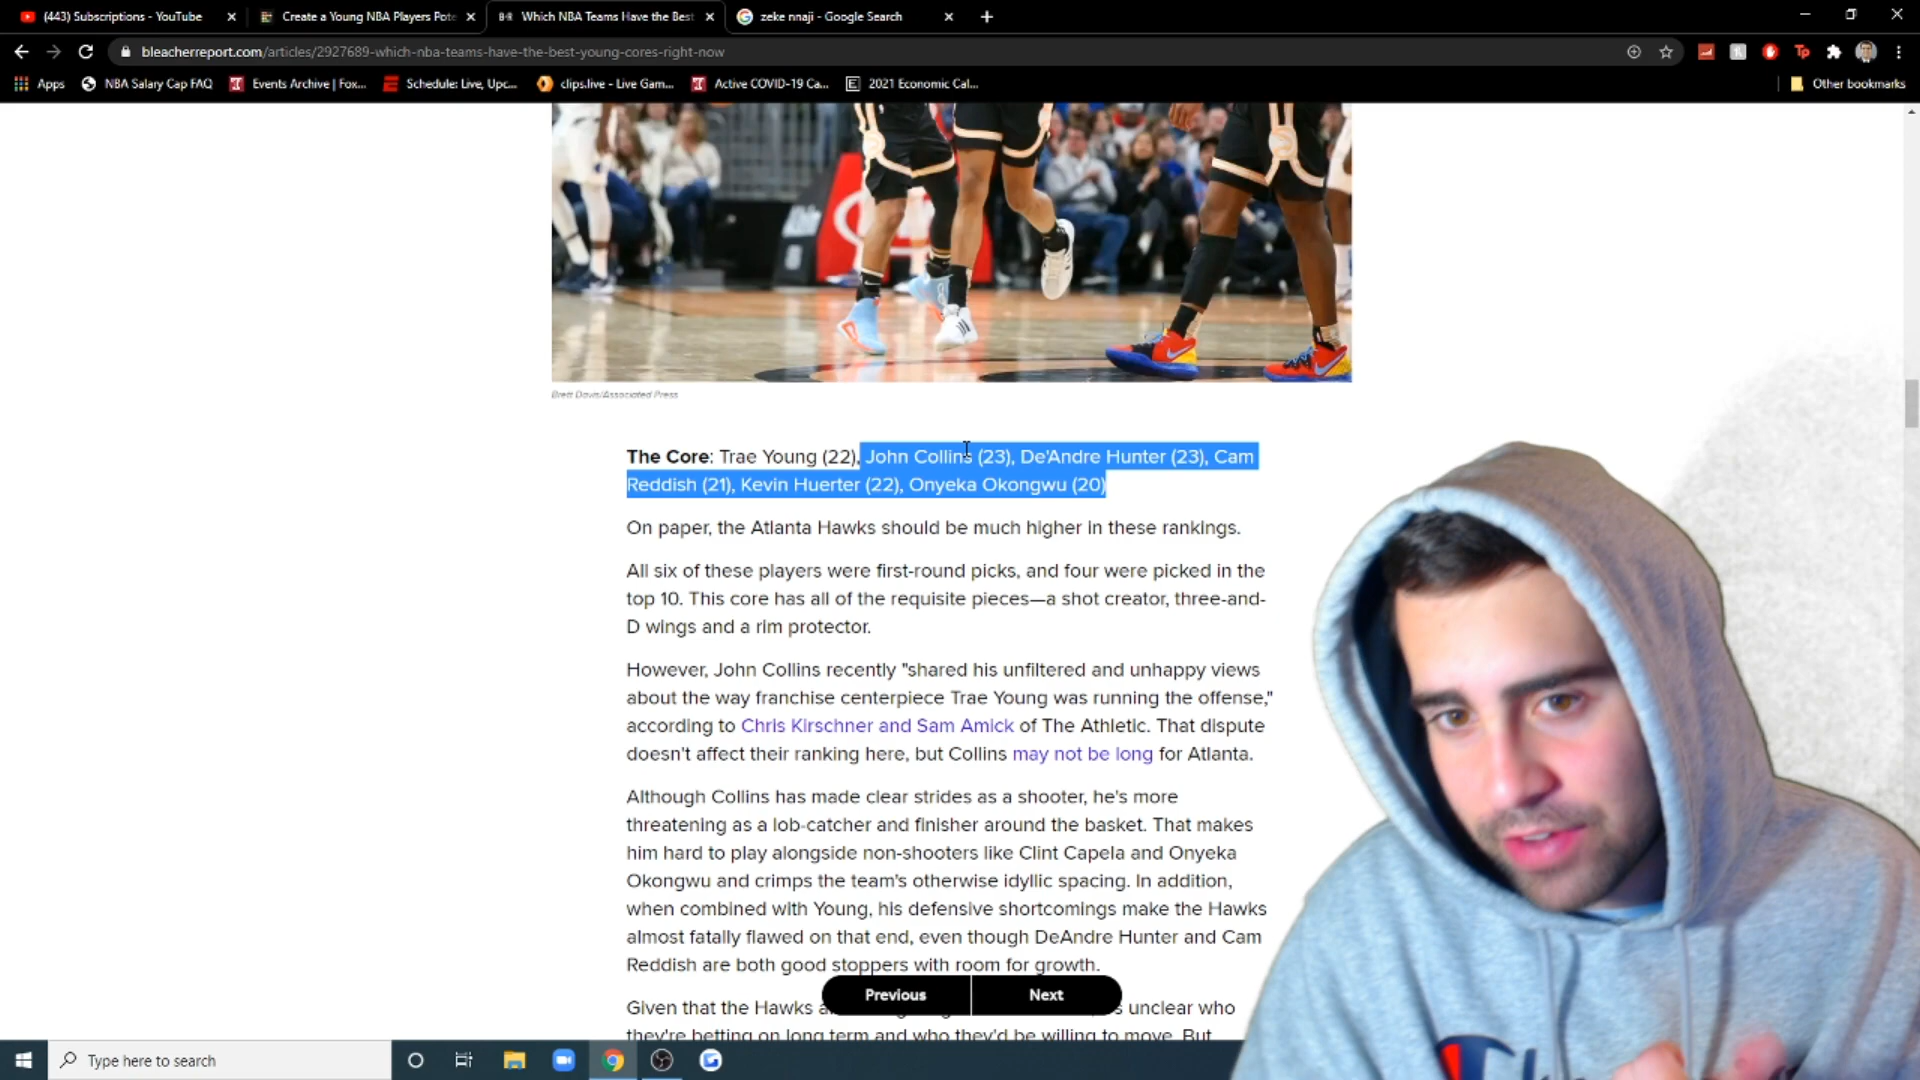 (443) Subscriptions - YouTube
Create a Young NBA Players Pote
Which NBA Teams Have the Best
zeke nnaji - Google Search
bleacherreport.com/articles/2927689-which-nba-teams-have-the-best-young-cores-right-now
Apps
NBA Salary Cap FAQ
Events Archive | Fox...
Schedule: Live, Upc...
clips.live - Live Gam...
Active COVID-19 Ca...
2021 Economic Cal...
Other bookmarks
Brett Davis/Associated Press
The Core: Trae Young (22), John Collins (23), De'Andre Hunter (23), Cam
Reddish (21), Kevin Huerter (22), Onyeka Okongwu (20)
On paper, the Atlanta Hawks should be much higher in these rankings.
All six of these players were first-round picks, and four were picked in the
top 10. This core has all of the requisite pieces—a shot creator, three-and-
D wings and a rim protector.
However, John Collins recently "shared his unfiltered and unhappy views
about the way franchise centerpiece Trae Young was running the offense,"
according to Chris Kirschner and Sam Amick of The Athletic. That dispute
doesn't affect their ranking here, but Collins may not be long for Atlanta.
Although Collins has made clear strides as a shooter, he's more
threatening as a lob-catcher and finisher around the basket. That makes
him hard to play alongside non-shooters like Clint Capela and Onyeka
Okongwu and crimps the team's otherwise idyllic spacing. In addition,
when combined with Young, his defensive shortcomings make the Hawks
almost fatally flawed on that end, even though DeAndre Hunter and Cam
Reddish are both good stoppers with room for growth.
Previous
Next
Given that the Hawks unclear who
they're betting on long term and who they'd be willing to move. But
Type here to search